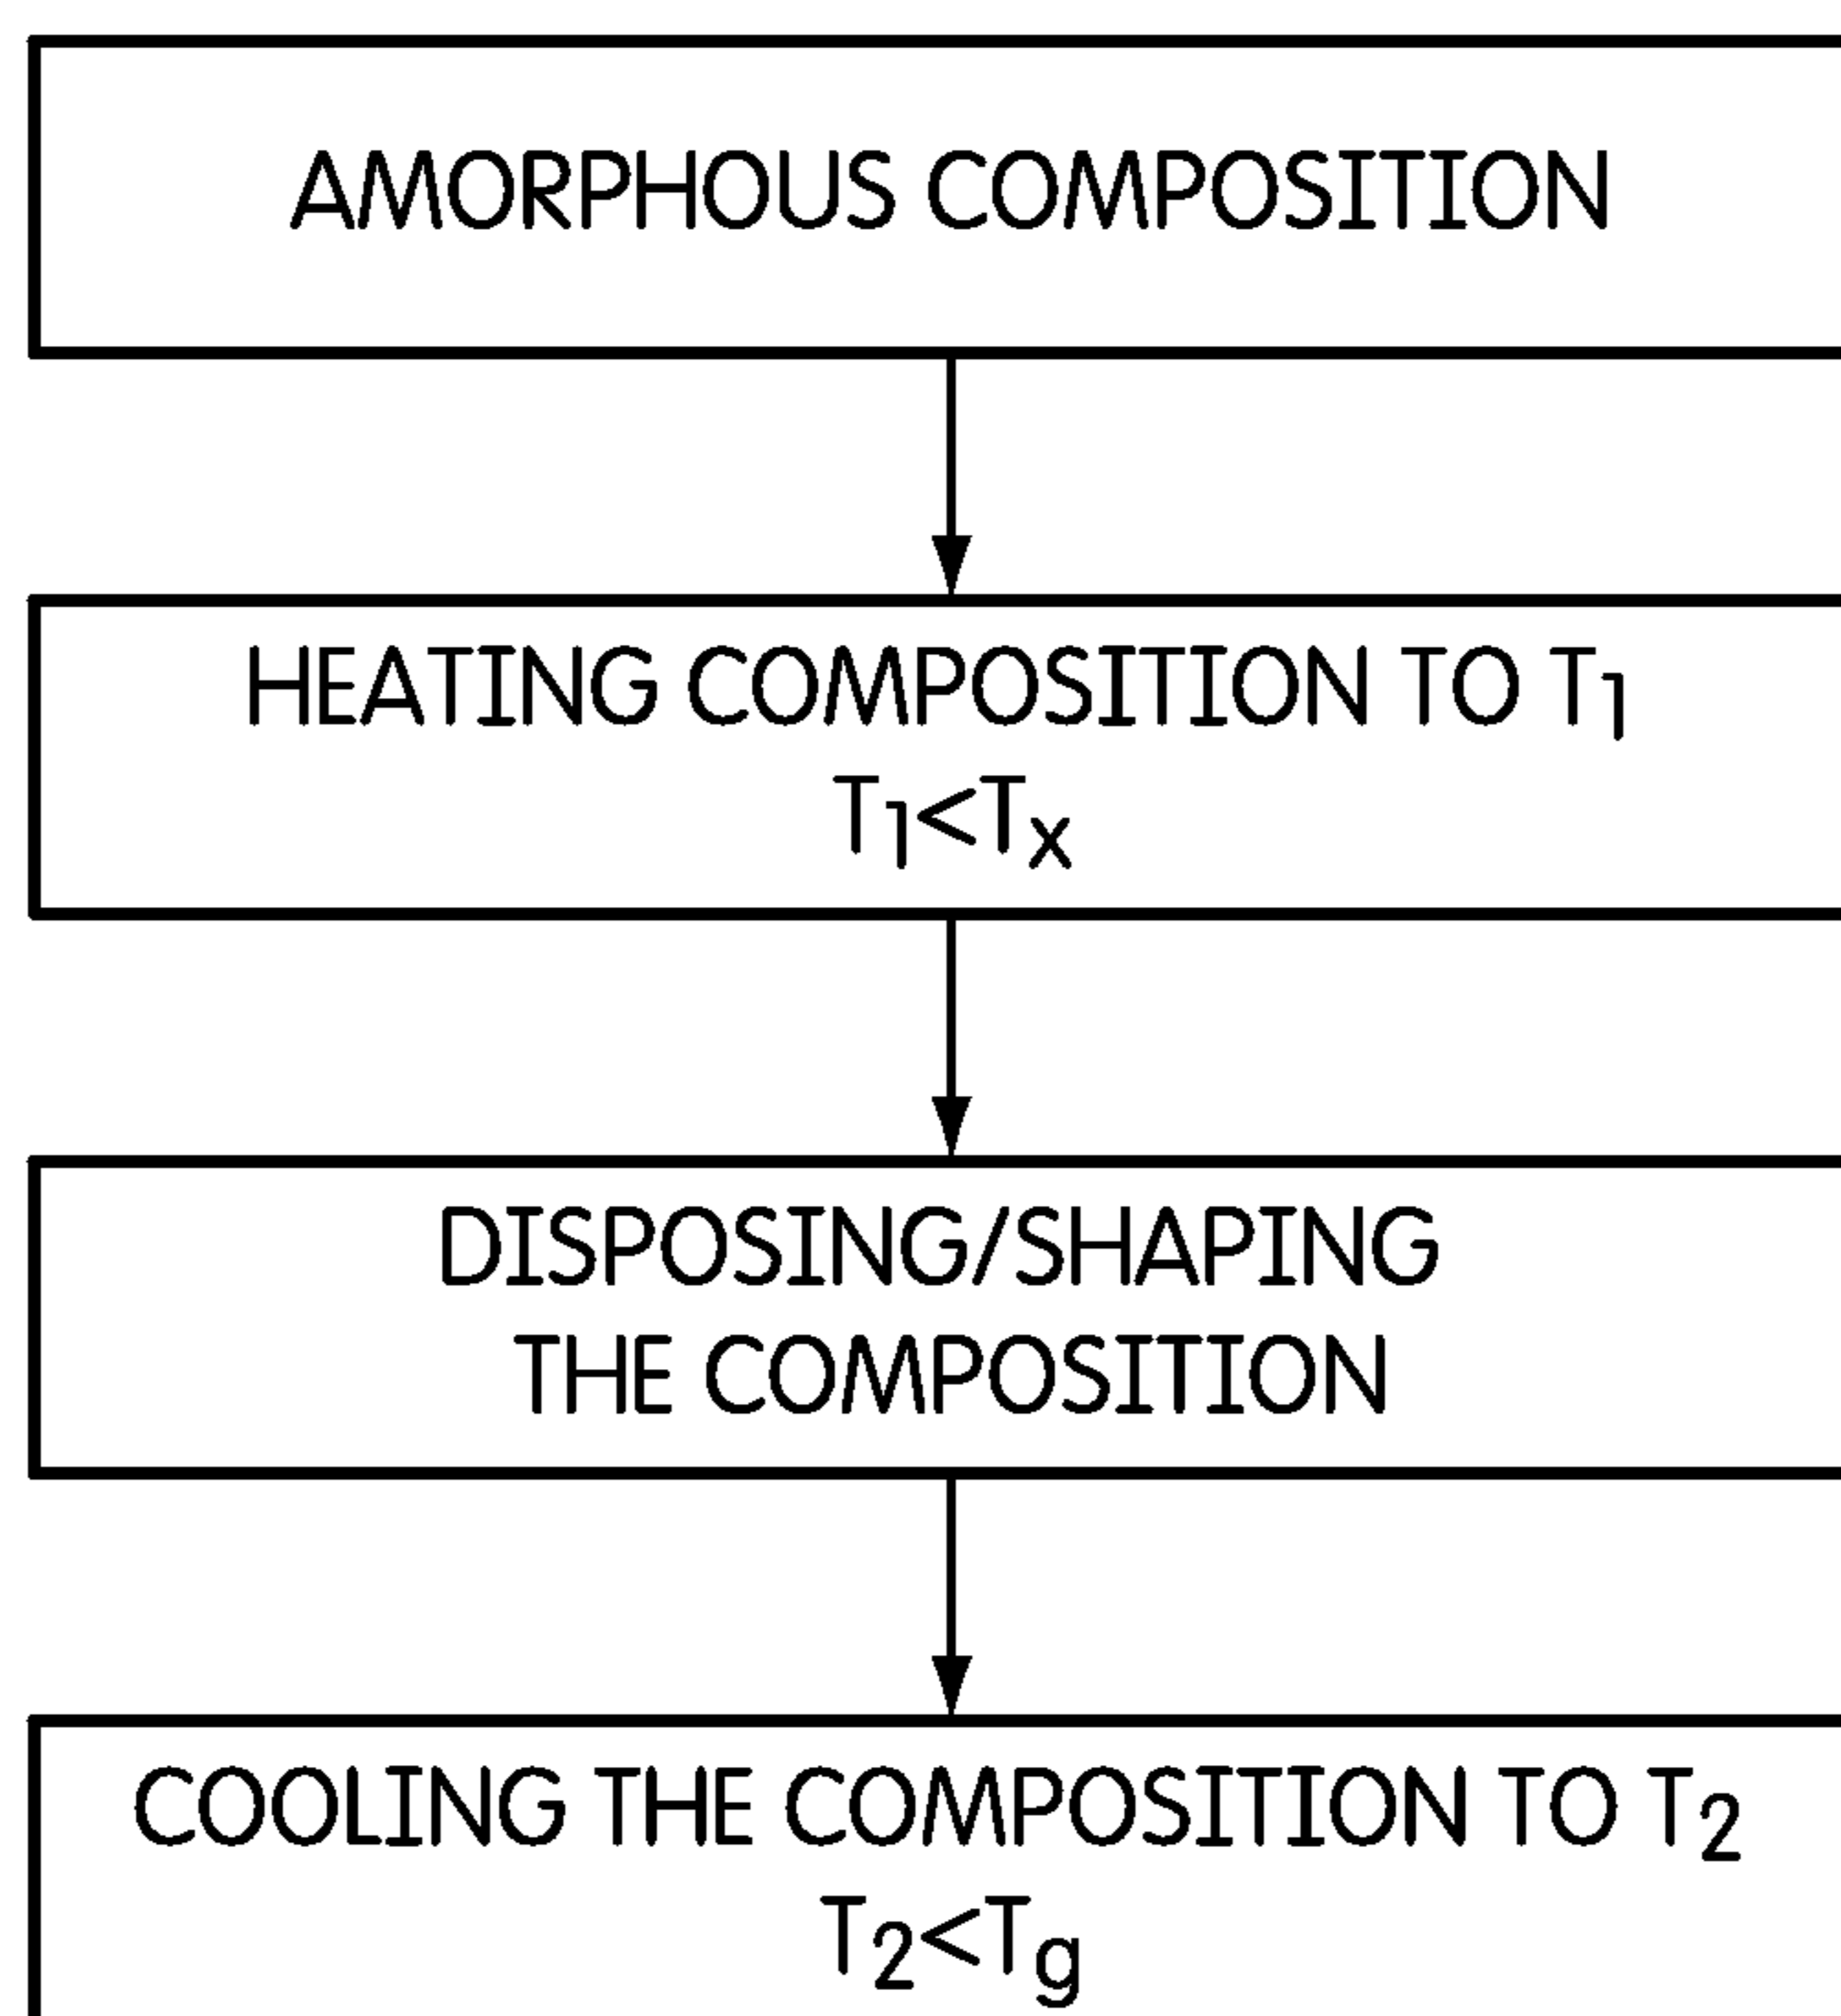 AMORPHOUS COMPOSITION
HEATING COMPOSITION TO T₁
T₁<Tₓ
DISPOSING/SHAPING
THE COMPOSITION
COOLING THE COMPOSITION TO T₂
T₂<Tg